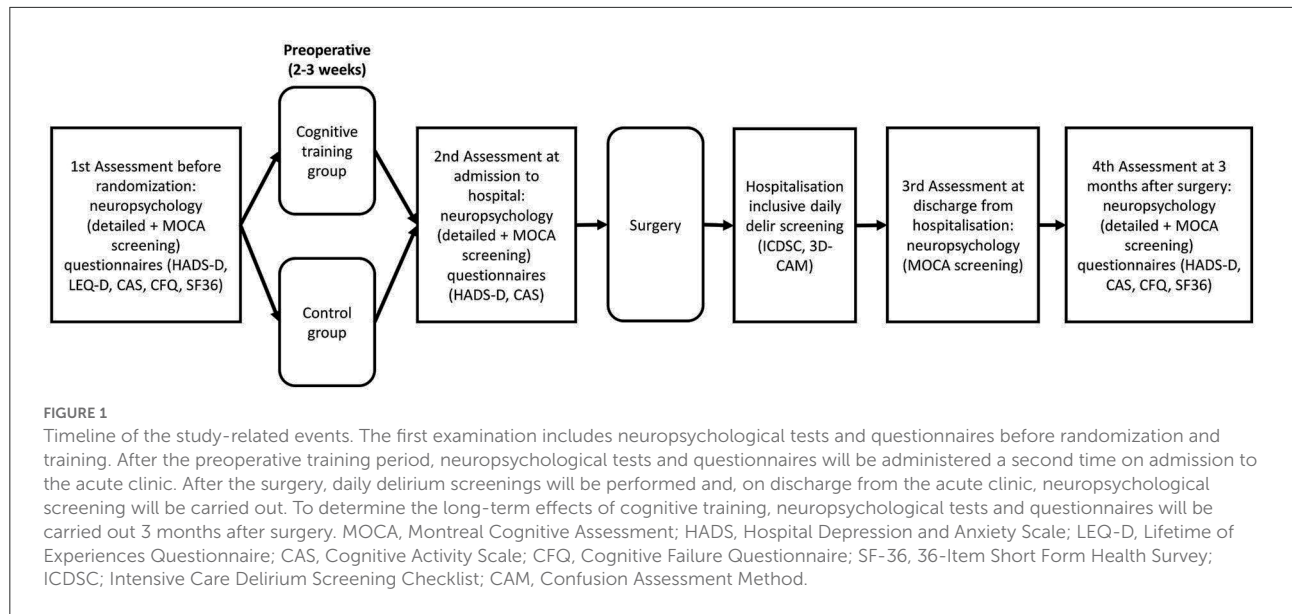 Preoperative
(2-3 weeks)
1st Assessment before
randomization:
neuropsychology
(detailed + MOCA
screening)
questionnaires (HADS-D,
LEQ-D, CAS, CFQ, SF36)
Cognitive
training
group
Control
group
2nd Assessment at
admission to
hospital:
neuropsychology
(detailed + MOCA
screening)
questionnaires
(HADS-D, CAS)
Surgery
Hospitalisation
inclusive daily
delir screening
(ICDSC, 3D-
CAM)
3rd Assessment at
discharge from
hospitalisation:
neuropsychology
(MOCA screening)
4th Assessment at 3
months after surgery:
neuropsychology
(detailed + MOCA
screening)
questionnaires (HADS-D,
CAS, CFQ, SF36)
FIGURE 1
Timeline of the study-related events. The first examination includes neuropsychological tests and questionnaires before randomization and
training. After the preoperative training period, neuropsychological tests and questionnaires will be administered a second time on admission to
the acute clinic. After the surgery, daily delirium screenings will be performed and, on discharge from the acute clinic, neuropsychological
screening will be carried out. To determine the long-term effects of cognitive training, neuropsychological tests and questionnaires will be
carried out 3 months after surgery. MOCA, Montreal Cognitive Assessment; HADS, Hospital Depression and Anxiety Scale; LEQ-D, Lifetime of
Experiences Questionnaire; CAS, Cognitive Activity Scale; CFQ, Cognitive Failure Questionnaire; SF-36, 36-Item Short Form Health Survey;
ICDSC; Intensive Care Delirium Screening Checklist; CAM, Confusion Assessment Method.